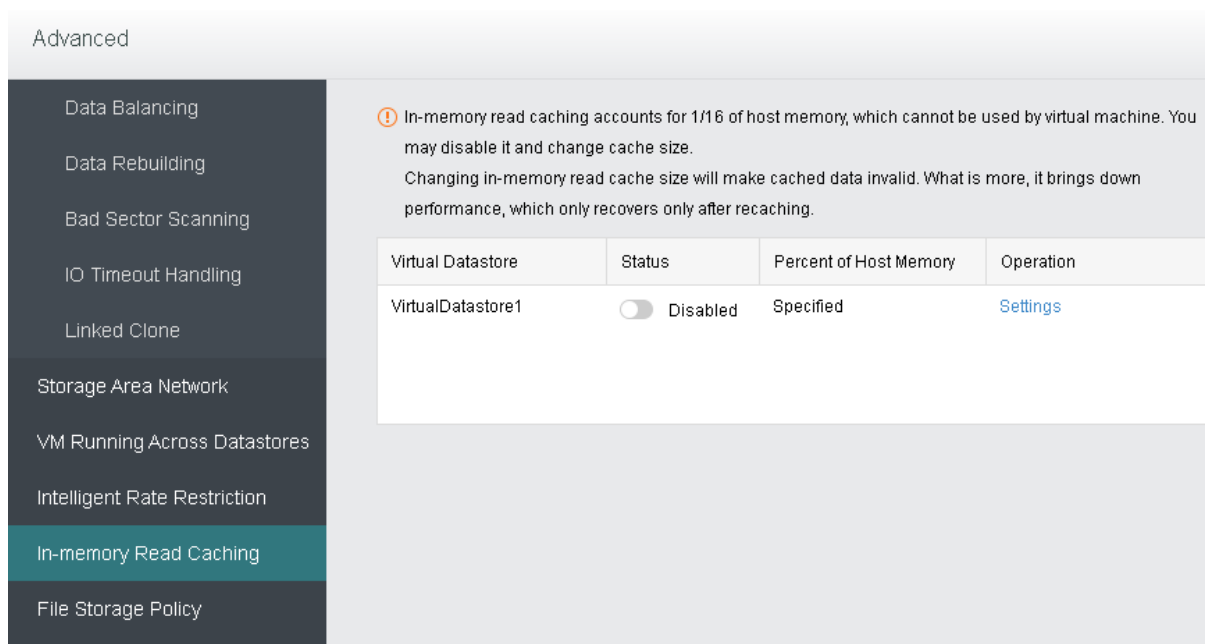 Advanced
Data Balancing
Data Rebuilding
Bad Sector Scanning
IO Timeout Handling
Linked Clone
Storage Area Network
VM Running Across Datastores
Intelligent Rate Restriction
In-memory Read Caching
File Storage Policy
In-memory read caching accounts for 1/16 of host memory, which cannot be used by virtual machine. You
may disable it and change cache size.
Changing in-memory read cache size will make cached data invalid. What is more, it brings down
performance, which only recovers only after recaching.
Virtual Datastore Status Percent of Host Memory Operation
VirtualDatastore1 Disabled Specified Settings